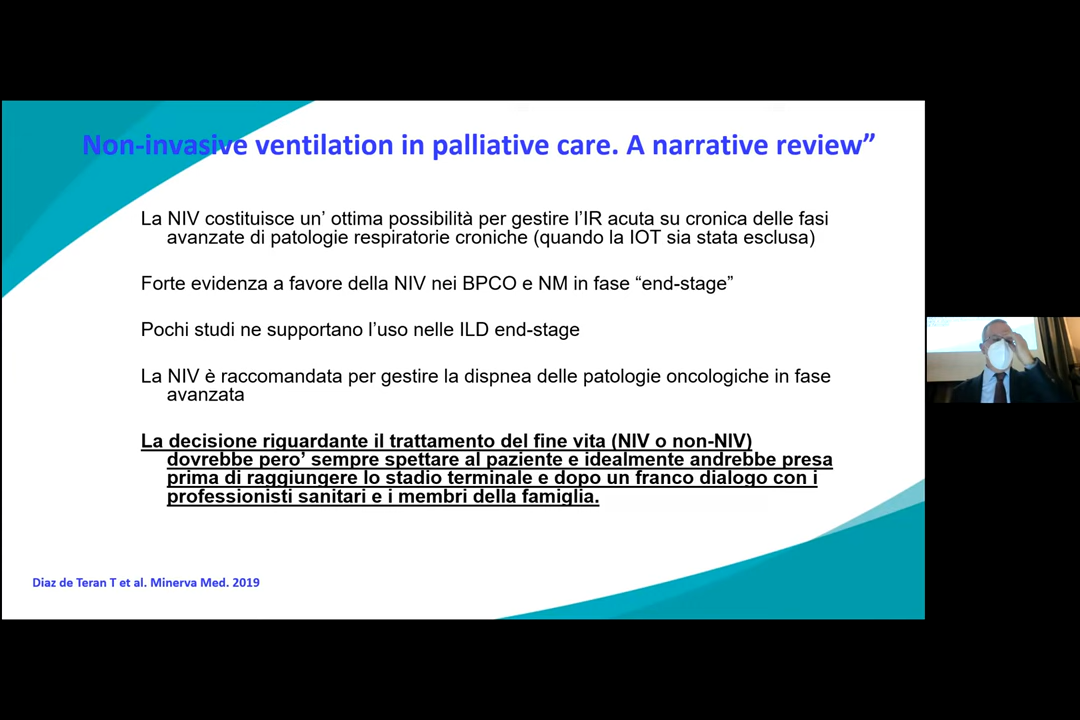 Non-invasive ventilation in palliative care. A narrative review”
La NIV costituisce un’ ottima possibilità per gestire l’IR acuta su cronica delle fasi
avanzate di patologie respiratorie croniche (quando la IOT sia stata esclusa)
Forte evidenza a favore della NIV nei BPCO e NM in fase “end-stage”
Pochi studi ne supportano l’uso nelle ILD end-stage
La NIV è raccomandata per gestire la dispnea delle patologie oncologiche in fase
avanzata
La decisione riguardante il trattamento del fine vita (NIV o non-NIV)
dovrebbe pero’ sempre spettare al paziente e idealmente andrebbe presa
prima di raggiungere lo stadio terminale e dopo un franco dialogo con i
professionisti sanitari e i membri della famiglia.
Diaz de Teran T et al. Minerva Med. 2019